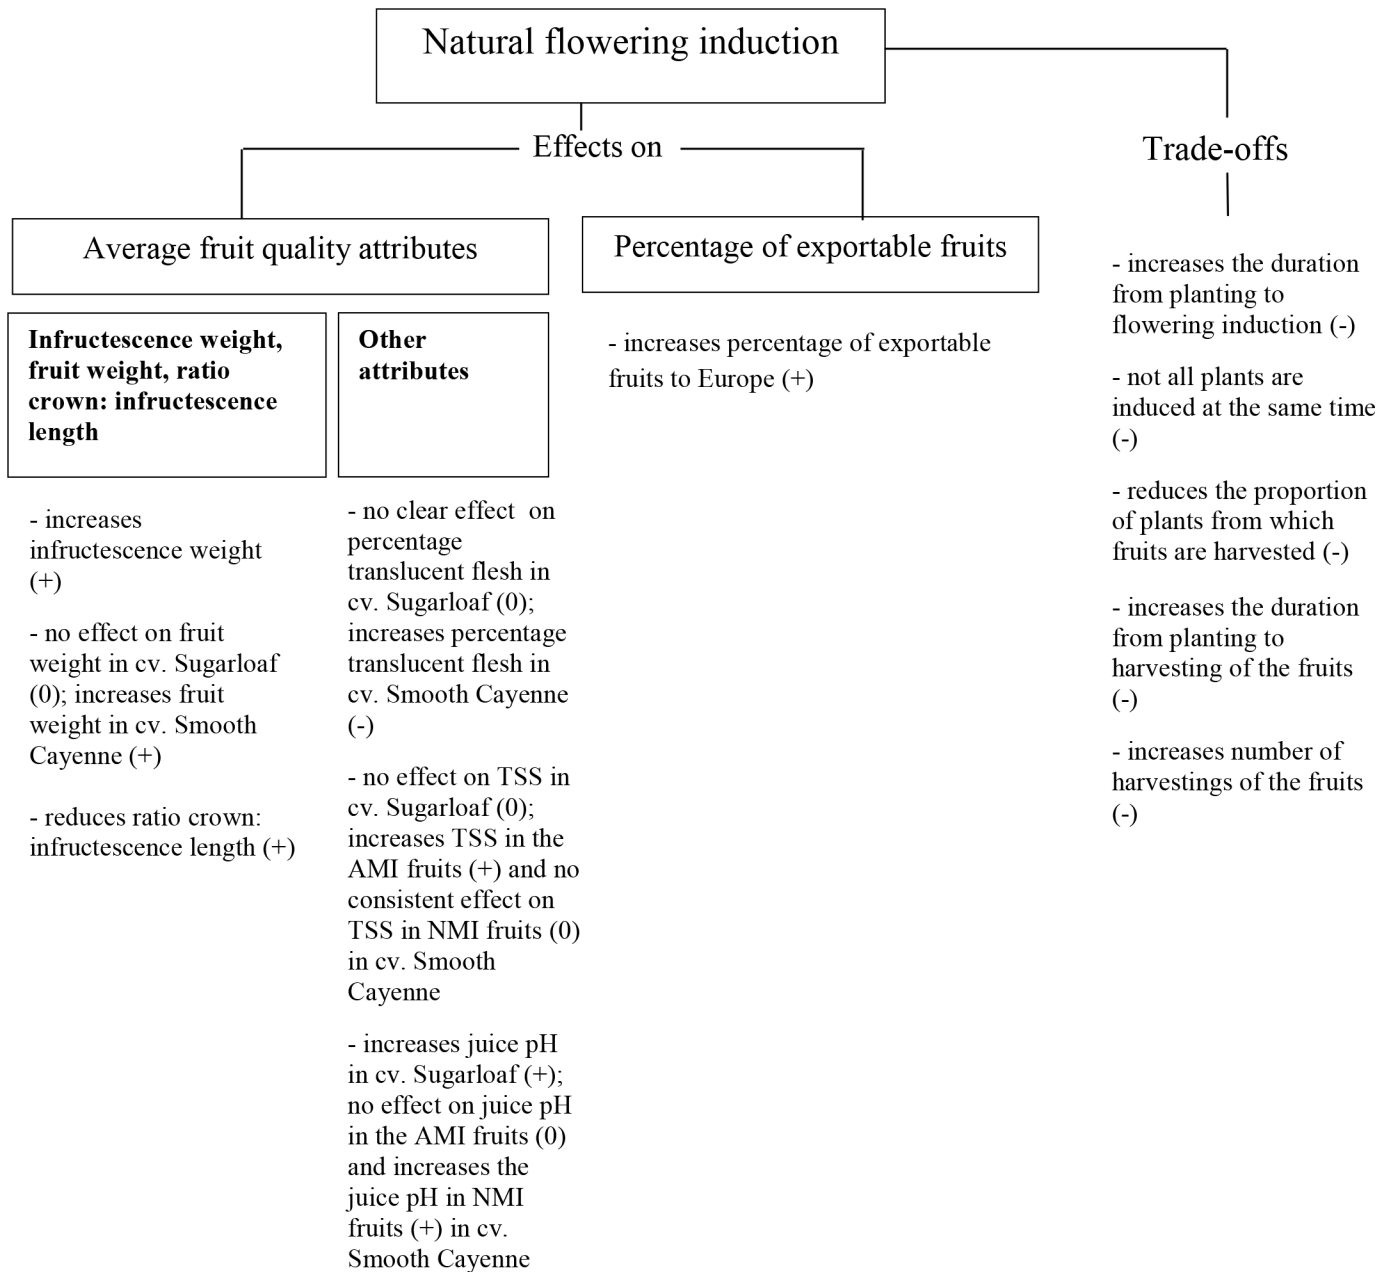 Natural flowering induction
Effects on
Average fruit quality attributes
Infructescence weight,
fruit weight, ratio
crown: infructescence
length
- increases
infructescence weight
(+)
- no effect on fruit
weight in cv. Sugarloaf
(0); increases fruit
weight in cv. Smooth
Cayenne (+)
- reduces ratio crown:
infructescence length (+)
Other
attributes
- no clear effect  on
percentage
translucent flesh in
cv. Sugarloaf (0);
increases percentage
translucent flesh in
cv. Smooth Cayenne
(-)
- no effect on TSS in
cv. Sugarloaf (0);
increases TSS in the
AMI fruits (+) and no
consistent effect on
TSS in NMI fruits (0)
in cv. Smooth
Cayenne
- increases juice pH
in cv. Sugarloaf (+);
no effect on juice pH
in the AMI fruits (0)
and increases the
juice pH in NMI
fruits (+) in cv.
Smooth Cayenne
Percentage of exportable fruits
- increases percentage of exportable
fruits to Europe (+)
Trade-offs
- increases the duration
from planting to
flowering induction (-)
- not all plants are
induced at the same time
(-)
- reduces the proportion
of plants from which
fruits are harvested (-)
- increases the duration
from planting to
harvesting of the fruits
(-)
- increases number of
harvestings of the fruits
(-)